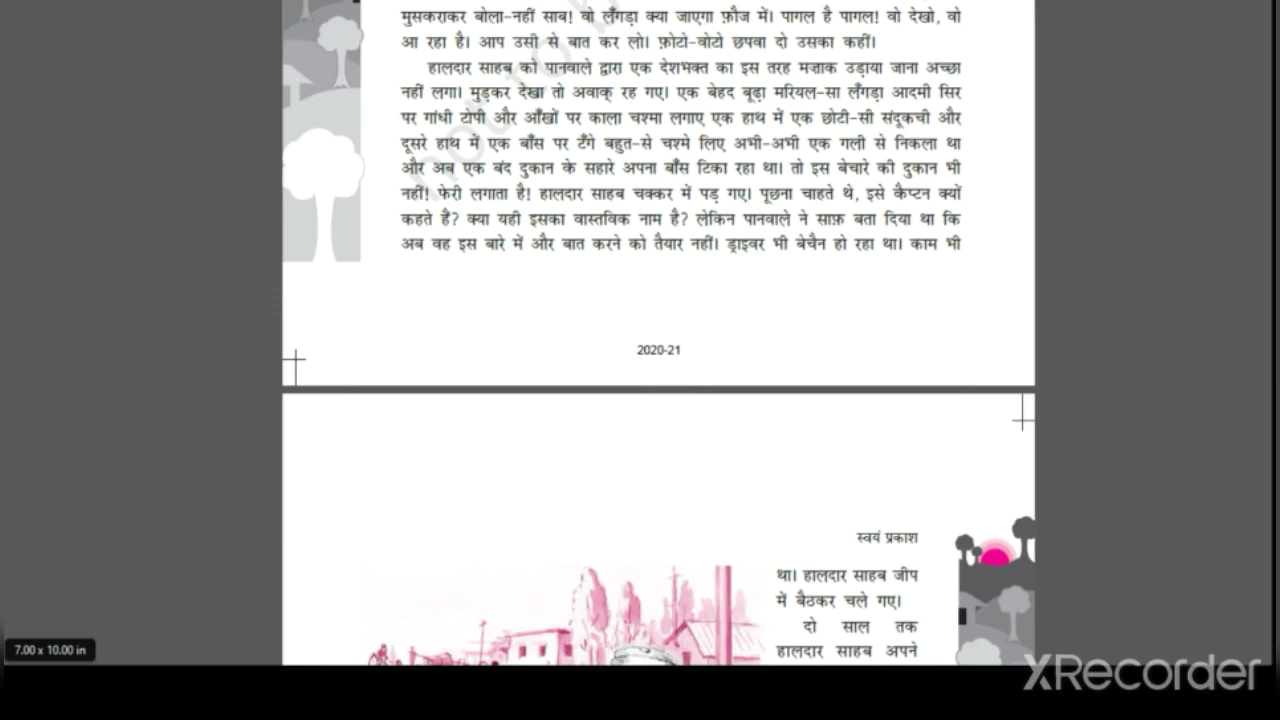 मुसकराकर बोला-नहीं साब! वो लँगड़ा क्या जाएगा फ़ौज में। पागल है पागल! वो देखो, वो
आ रहा है। आप उसी से बात कर लो। फ़ोटो-वोटो छपवा दो उसका कहीं।
हालदार साहब को पानवाले द्वारा एक देशभक्त का इस तरह मज़ाक उड़ाया जाना अच्छा
नहीं लगा। मुड़कर देखा तो अवाक् रह गए। एक बेहद बूढ़ा मरियल-सा लँगड़ा आदमी सिर
पर गांधी टोपी और आँखों पर काला चश्मा लगाए एक हाथ में एक छोटी-सी संदूकची और
दूसरे हाथ में एक बाँस पर टँगे बहुत-से चश्मे लिए अभी-अभी एक गली से निकला था
और अब एक बंद दुकान के सहारे अपना बाँस टिका रहा था। तो इस बेचारे की दुकान भी
नहीं! फेरी लगाता है! हालदार साहब चक्कर में पड़ गए। पूछना चाहते थे, इसे कैप्टन क्यों
कहते हैं? क्या यही इसका वास्तविक नाम है? लेकिन पानवाले ने साफ़ बता दिया था कि
अब वह इस बारे में और बात करने को तैयार नहीं। ड्राइवर भी बेचैन हो रहा था। काम भी
not to b
2020-21
स्वयं प्रकाश
था। हालदार साहब जीप
में बैठकर चले गए।
दो साल तक
हालदार साहब अपने
7.00 x 10.00 in
XRecorder